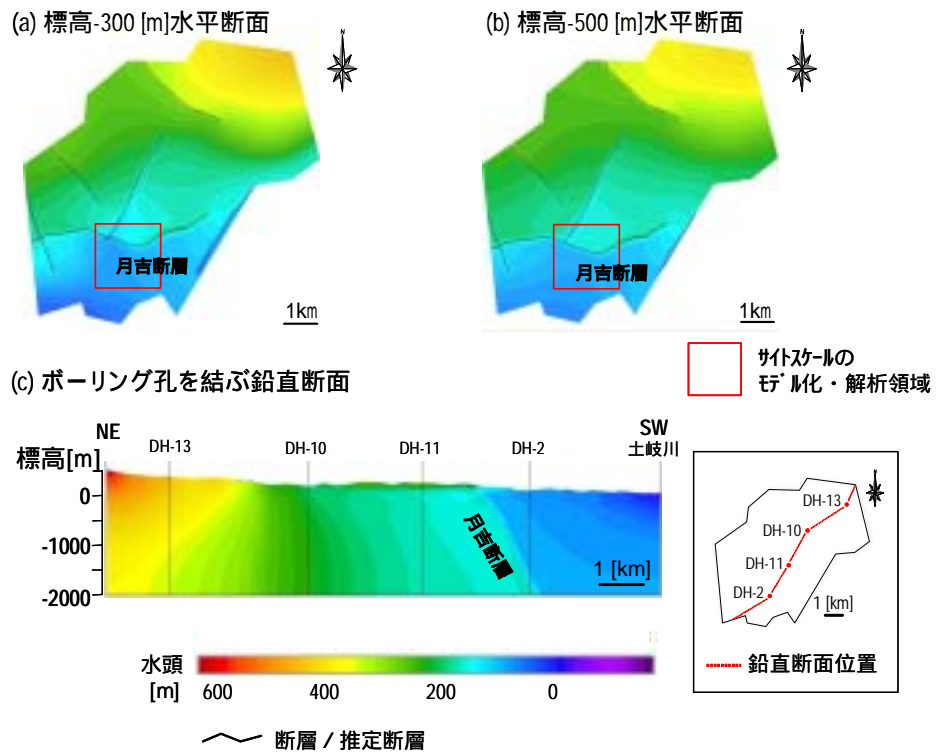 (a) 標高-300 [m]水平断面
(b) 標高-500 [m]水平断面
N
N
月吉断層
月吉断層
1km
1km
サイトスケールの
モデル化・解析領域
(c) ボーリング孔を結ぶ鉛直断面
NE
SW
DH-13
DH-10
DH-11
DH-2
土岐川
標高[m]
0
-1000
-2000
月吉断層
1 [km]
N
DH-13
DH-10
DH-11
DH-2
1 [km]
鉛直断面位置
水頭
[m]
600
400
200
0
断層 / 推定断層